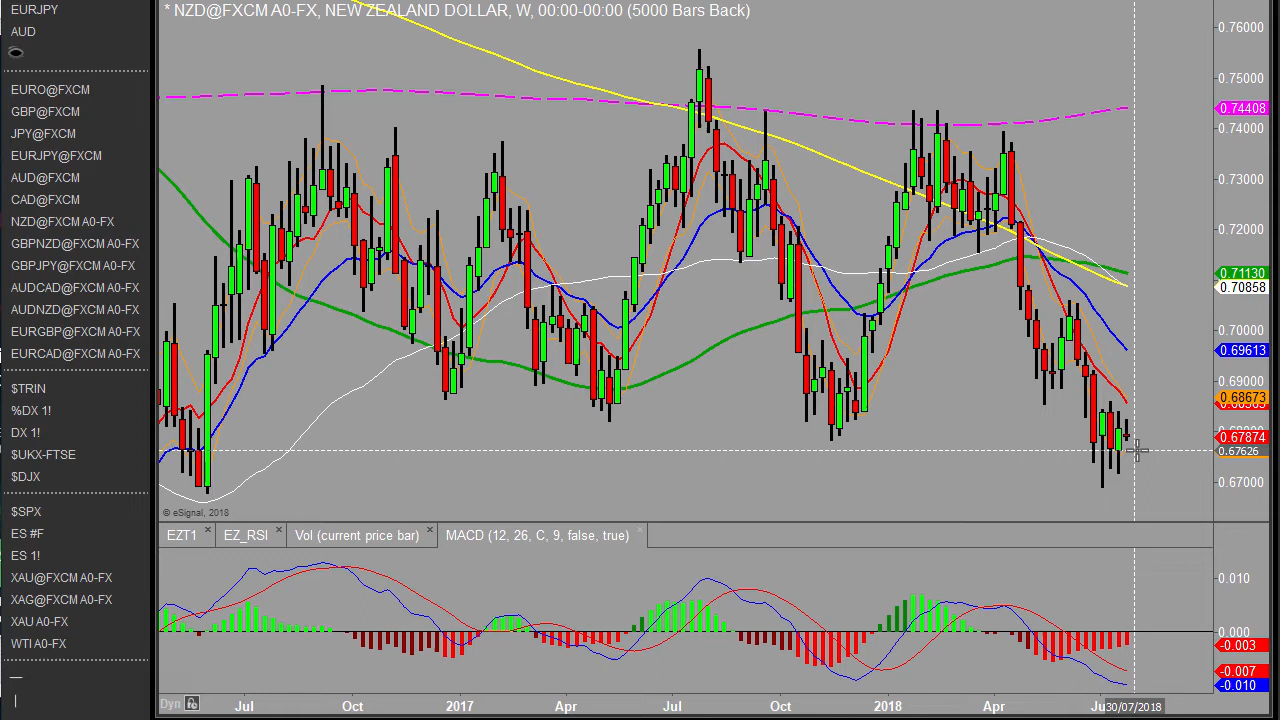 EURJPY
AUD
EURO@FXCM
GBP@FXCM
JPY@FXCM
EURJPY@FXCM
AUD@FXCM
CAD@FXCM
NZD@FXCM A0-FX
GBPNZD@FXCM A0-FX
GBPJPY@FXCM A0-FX
AUDCAD@FXCM A0-FX
AUDNZD@FXCM A0-FX
EURGBP@FXCM A0-FX
EURCAD@FXCM A0-FX
$TRIN
%DX 1!
DX 1!
$UKX-FTSE
$DJX
$SPX
ES #F
ES 1!
XAU@FXCM A0-FX
XAG@FXCM A0-FX
XAU A0-FX
WTI A0-FX
* NZD@FXCM A0-FX, NEW ZEALAND DOLLAR, W, 00:00-00:00 (5000 Bars Back)
0.76000
0.75000
0.74408
0.74000
0.73000
0.72000
0.71130
0.70858
0.70000
0.69613
0.69000
0.68673
0.67874
0.67626
0.67000
© eSignal, 2018
EZT1 EZ_RSI Vol (current price bar) MACD (12, 26, C, 9, false, true)
0.010
0.000
-0.003
-0.007
-0.010
Dyn Jul Oct 2017 Apr Jul Oct 2018 Apr 30/07/2018